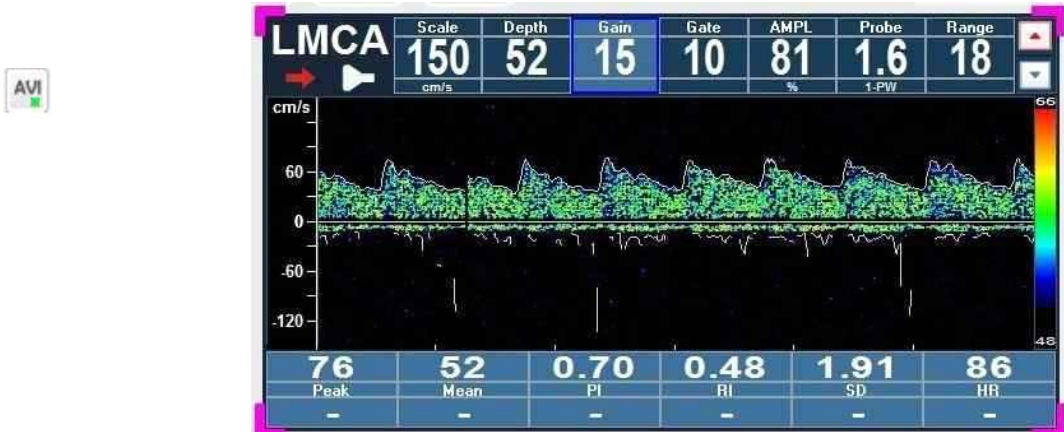 AVI
LMCA
Scale Depth Gain Gate AMPL Probe Range
150 52 15 10 81 1.6 18
cm/s % 1-PW
cm/s
66
60
0
-60
-120
48
76 52 0.70 0.48 1.91 86
Peak Mean PI RI SD HR
- - - - - -